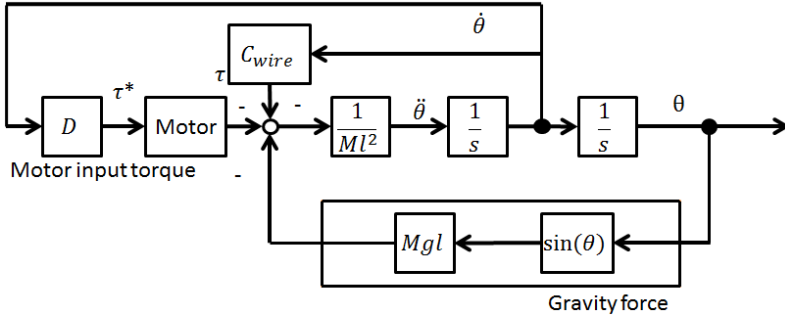 θ̇
C_wire
τ
τ*
D
Motor
-
-
-
1/Ml²
θ̈
1/s
1/s
θ
Motor input torque
Mgl
sin(θ)
Gravity force